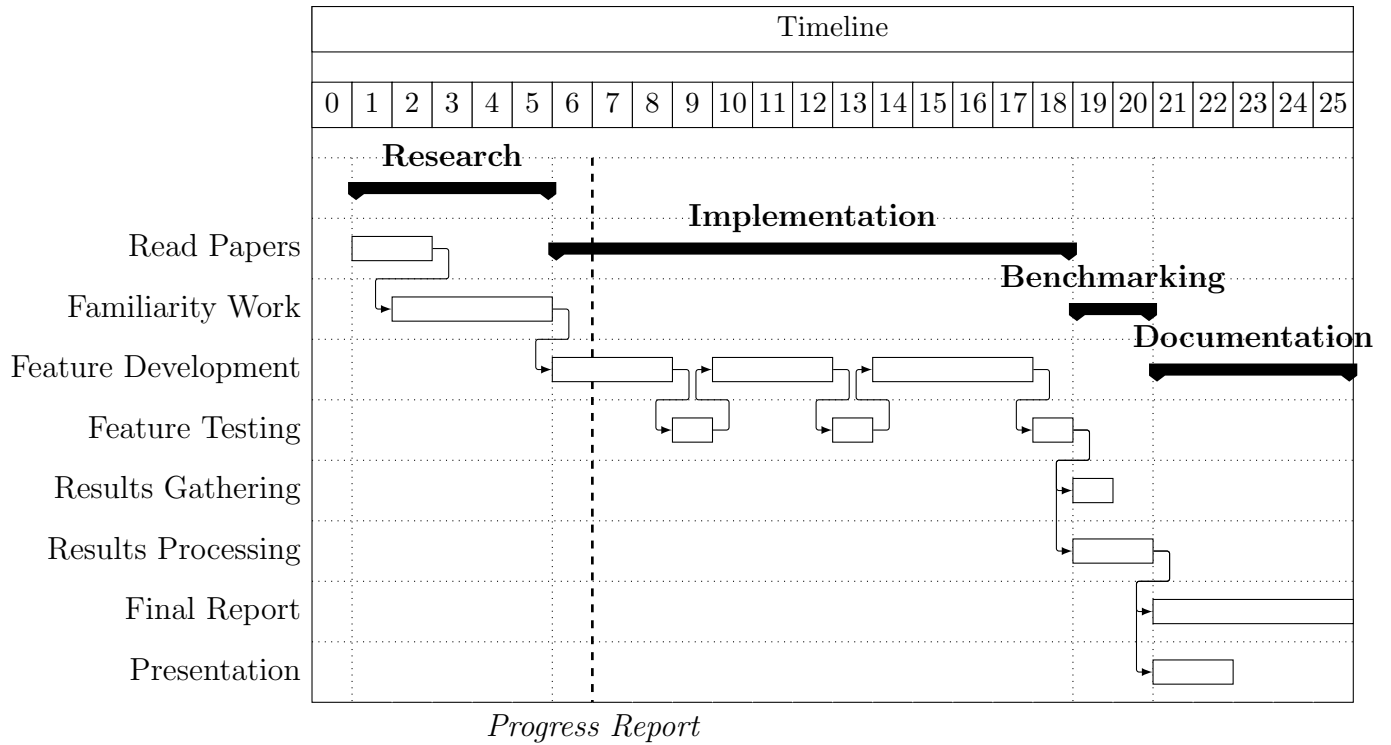 Timeline
0 1 2 3 4 5 6 7 8 9 10 11 12 13 14 15 16 17 18 19 20 21 22 23 24 25
Research
Implementation
Read Papers
Benchmarking
Familiarity Work
Documentation
Feature Development
Feature Testing
Results Gathering
Results Processing
Final Report
Presentation
Progress Report